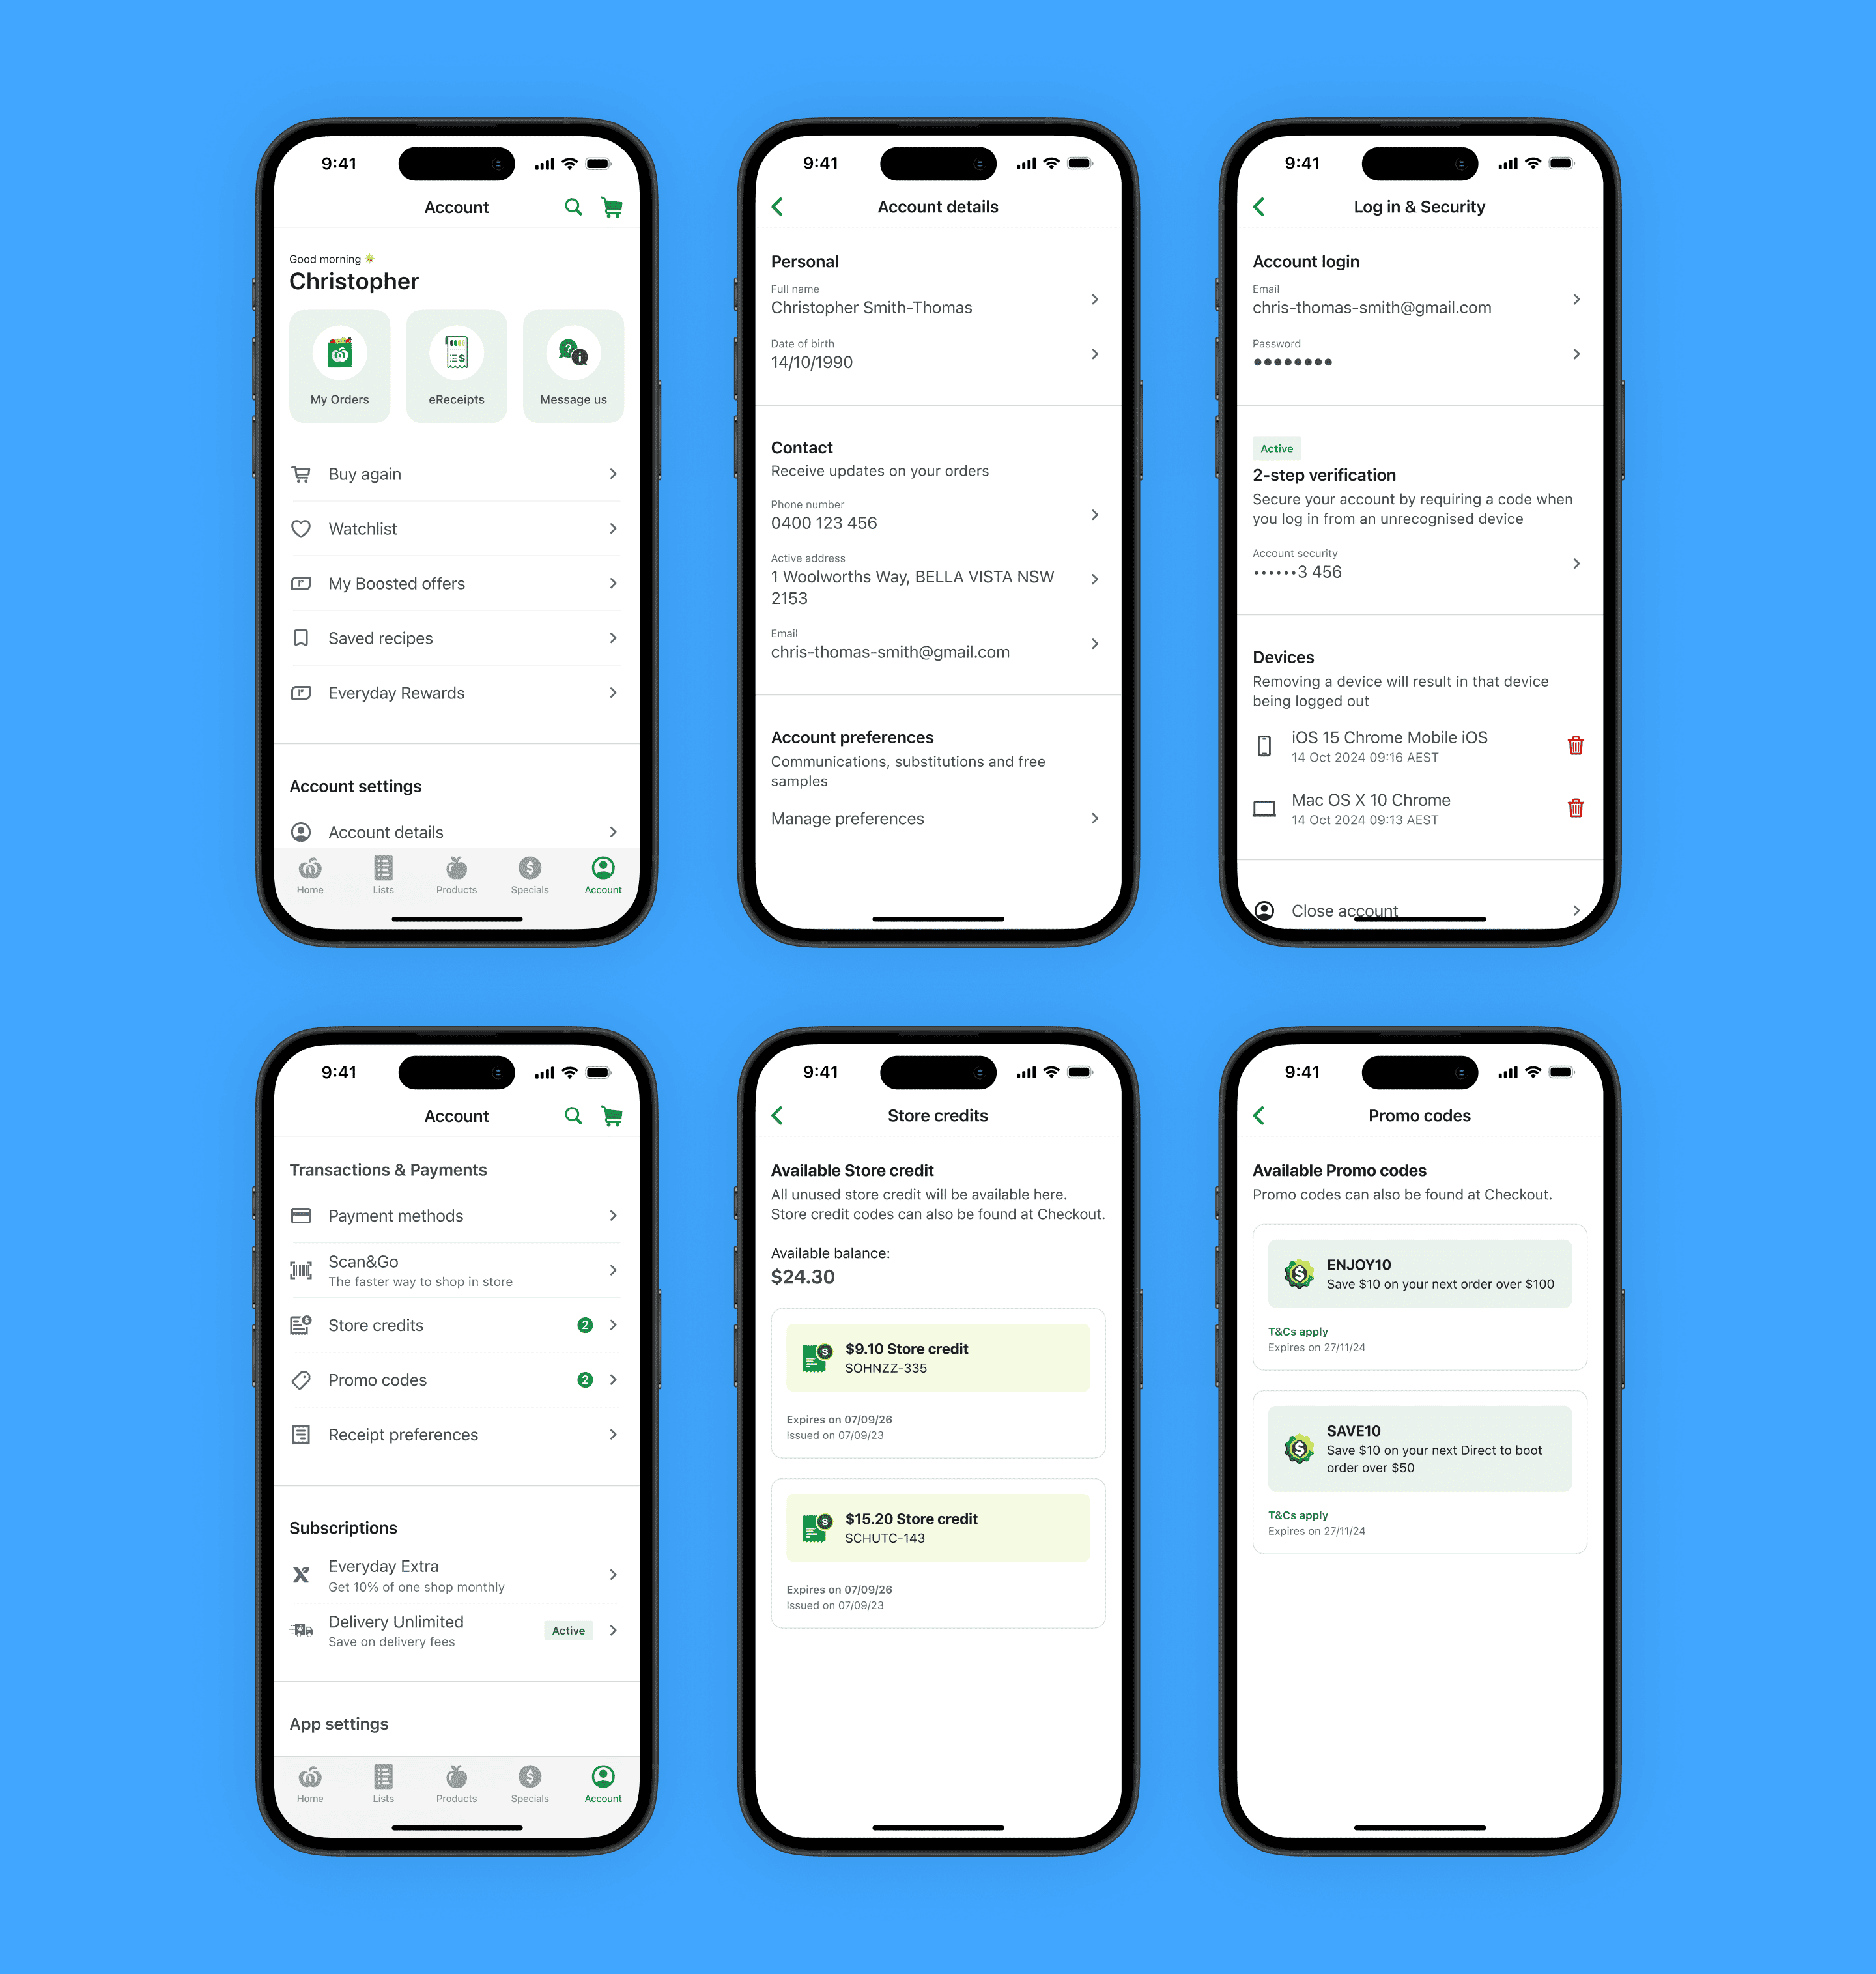 9:41
Account
Good morning
Christopher
My Orders
eReceipts
Message us
Buy again
Watchlist
My Boosted offers
Saved recipes
Everyday Rewards
Account settings
Account details
Home
Lists
Products
Specials
Account
9:41
Account details
Personal
Full name
Christopher Smith-Thomas
Date of birth
14/10/1990
Contact
Receive updates on your orders
Phone number
0400 123 456
Active address
1 Woolworths Way, BELLA VISTA NSW
2153
Email
chris-thomas-smith@gmail.com
Account preferences
Communications, substitutions and free
samples
Manage preferences
9:41
Log in & Security
Account login
Email
chris-thomas-smith@gmail.com
Password
••••••••
Active
2-step verification
Secure your account by requiring a code when
you log in from an unrecognised device
Account security
••••••3 456
Devices
Removing a device will result in that device
being logged out
iOS 15 Chrome Mobile iOS
14 Oct 2024 09:16 AEST
Mac OS X 10 Chrome
14 Oct 2024 09:13 AEST
Close account
9:41
Account
Transactions & Payments
Payment methods
Scan&Go
The faster way to shop in store
Store credits
2
Promo codes
2
Receipt preferences
Subscriptions
Everyday Extra
Get 10% of one shop monthly
Delivery Unlimited
Save on delivery fees
Active
App settings
Home
Lists
Products
Specials
Account
9:41
Store credits
Available Store credit
All unused store credit will be available here.
Store credit codes can also be found at Checkout.
Available balance:
$24.30
$9.10 Store credit
SOHNZZ-335
Expires on 07/09/26
Issued on 07/09/23
$15.20 Store credit
SCHUTC-143
Expires on 07/09/26
Issued on 07/09/23
9:41
Promo codes
Available Promo codes
Promo codes can also be found at Checkout.
ENJOY10
Save $10 on your next order over $100
T&Cs apply
Expires on 27/11/24
SAVE10
Save $10 on your next Direct to boot
order over $50
T&Cs apply
Expires on 27/11/24